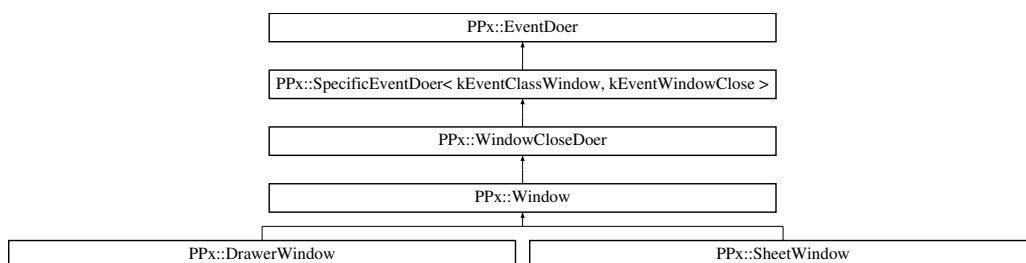 PPx::EventDoer
PPx::SpecificEventDoer< kEventClassWindow, kEventWindowClose >
PPx::WindowCloseDoer
PPx::Window
PPx::DrawerWindow
PPx::SheetWindow